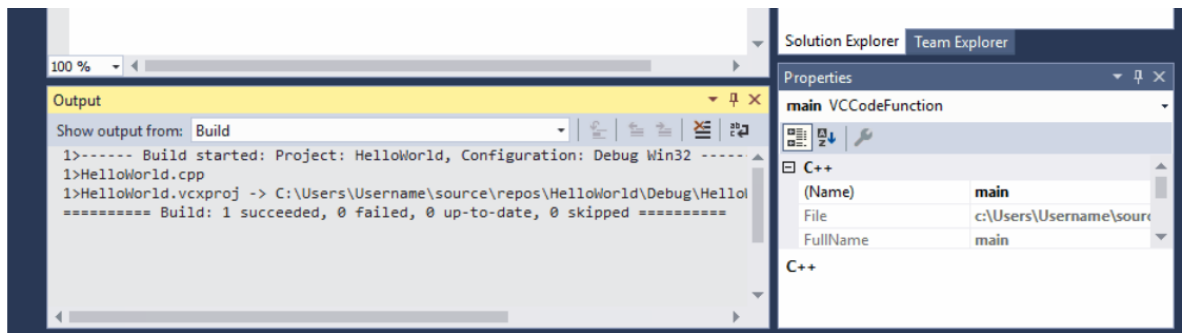 100 %
Output
Show output from: Build
1>------ Build started: Project: HelloWorld, Configuration: Debug Win32 ------
1>HelloWorld.cpp
1>HelloWorld.vcxproj -> C:\Users\Username\source\repos\HelloWorld\Debug\Hello
========== Build: 1 succeeded, 0 failed, 0 up-to-date, 0 skipped ==========
Solution Explorer Team Explorer
Properties
main VCCodeFunction
C++
(Name) main
File c:\Users\Username\sourc
FullName main
C++